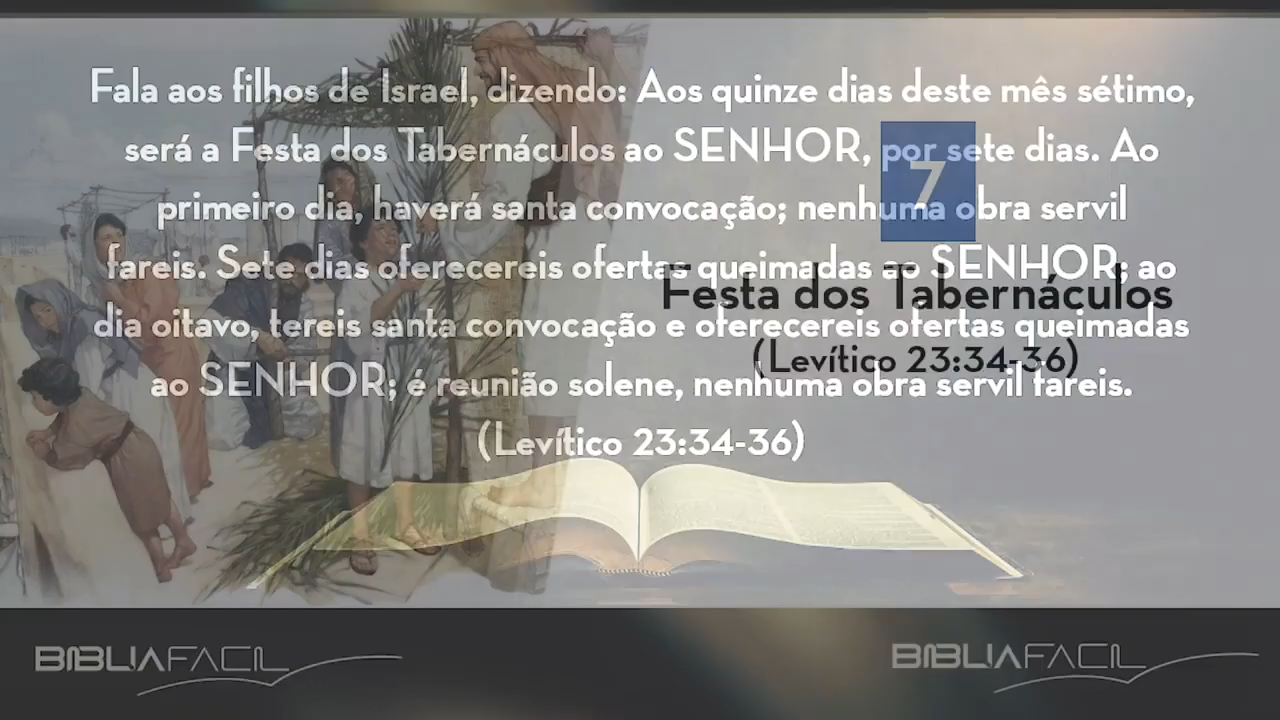 Fala aos filhos de Israel, dizendo: Aos quinze dias deste mês sétimo,
será a Festa dos Tabernáculos ao SENHOR, por sete dias. Ao
primeiro dia, haverá santa convocação; nenhuma obra servil
fareis. Sete dias oferecereis ofertas queimadas ao SENHOR; ao
dia oitavo, tereis santa convocação e oferecereis ofertas queimadas
ao SENHOR; é reunião solene, nenhuma obra servil fareis.
(Levítico 23:34-36)
7
Festa dos Tabernáculos
(Levítico 23:34-36)
BIBLIAFACIL
BIBLIAFACIL